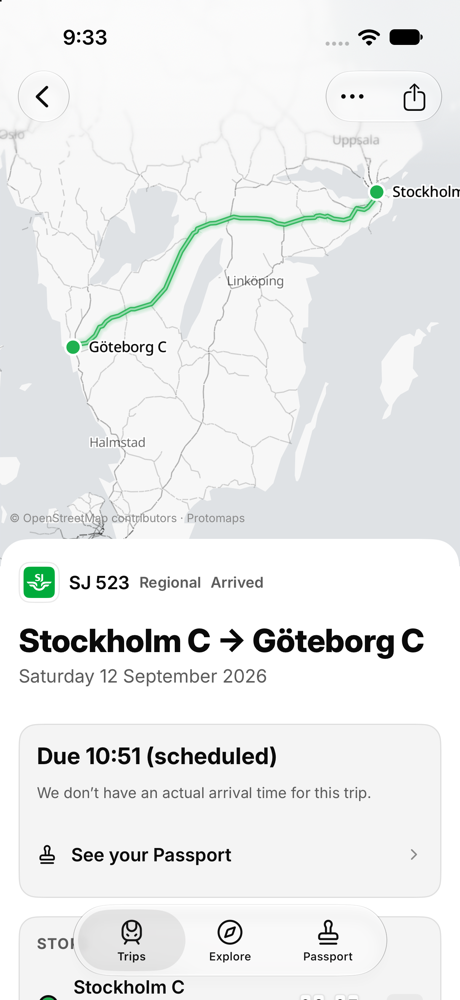 9:33
Oslo
Uppsala
Stockholm
Linköping
Göteborg C
Halmstad
© OpenStreetMap contributors · Protomaps
SJ
SJ 523 Regional Arrived
Stockholm C → Göteborg C
Saturday 12 September 2026
Due 10:51 (scheduled)
We don’t have an actual arrival time for this trip.
See your Passport
Trips
Explore
Passport
Stockholm C